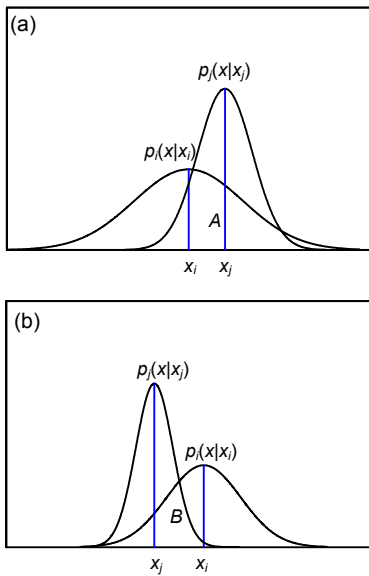 (a)
pⱼ(x|xⱼ)
pᵢ(x|xᵢ)
A
xᵢ xⱼ
(b)
pⱼ(x|xⱼ)
pᵢ(x|xᵢ)
B
xⱼ xᵢ